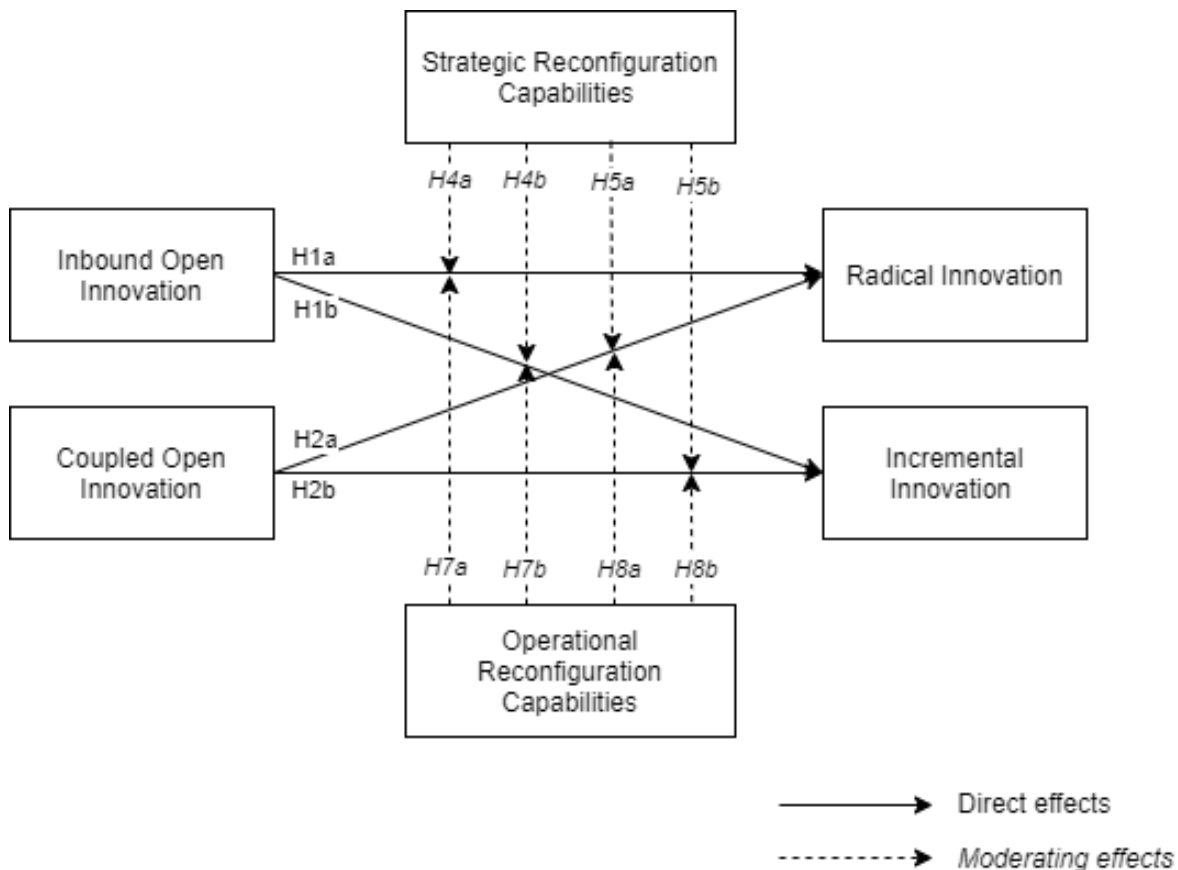 Strategic Reconfiguration
Capabilities
H4a H4b H5a H5b
Inbound Open
Innovation
H1a
H1b
Radical Innovation
Coupled Open
Innovation
H2a
H2b
Incremental
Innovation
H7a H7b H8a H8b
Operational
Reconfiguration
Capabilities
Direct effects
Moderating effects